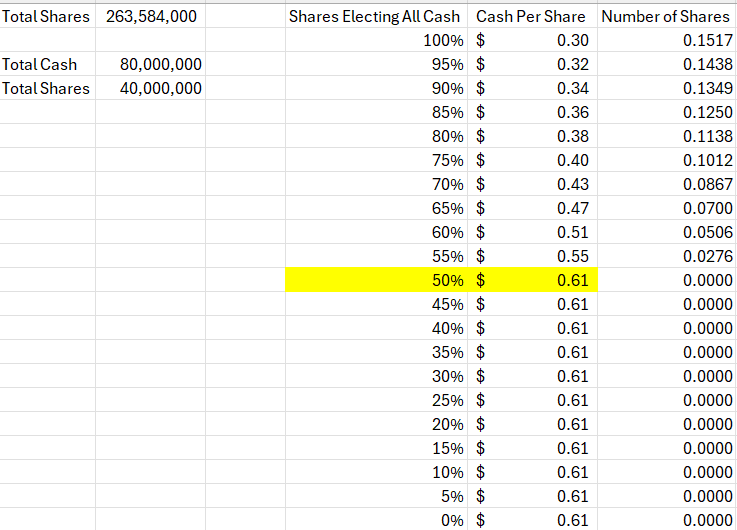 Total Shares 263,584,000 Shares Electing All Cash Cash Per Share Number of Shares
100% $ 0.30 0.1517
Total Cash 80,000,000 95% $ 0.32 0.1438
Total Shares 40,000,000 90% $ 0.34 0.1349
85% $ 0.36 0.1250
80% $ 0.38 0.1138
75% $ 0.40 0.1012
70% $ 0.43 0.0867
65% $ 0.47 0.0700
60% $ 0.51 0.0506
55% $ 0.55 0.0276
50% $ 0.61 0.0000
45% $ 0.61 0.0000
40% $ 0.61 0.0000
35% $ 0.61 0.0000
30% $ 0.61 0.0000
25% $ 0.61 0.0000
20% $ 0.61 0.0000
15% $ 0.61 0.0000
10% $ 0.61 0.0000
5% $ 0.61 0.0000
0% $ 0.61 0.0000